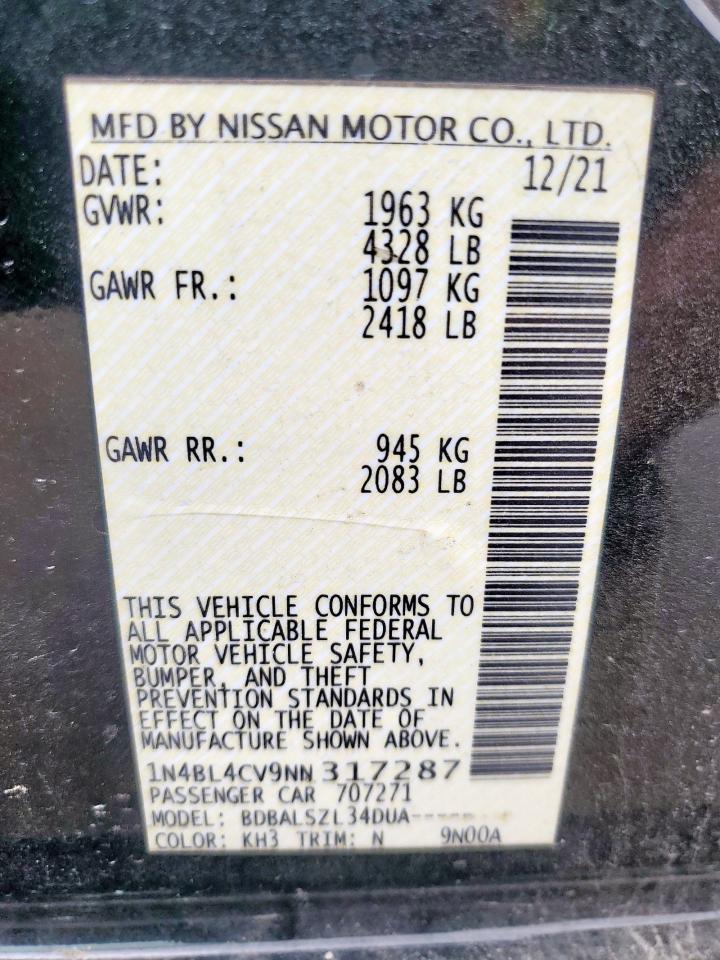 MFD BY NISSAN MOTOR CO., LTD.
DATE: 12/21
GVWR: 1963 KG
4328 LB
GAWR FR.: 1097 KG
2418 LB
GAWR RR.: 945 KG
2083 LB
THIS VEHICLE CONFORMS TO
ALL APPLICABLE FEDERAL
MOTOR VEHICLE SAFETY,
BUMPER, AND THEFT
PREVENTION STANDARDS IN
EFFECT ON THE DATE OF
MANUFACTURE SHOWN ABOVE.
1N4BL4CV9NN317287
PASSENGER CAR 707271
MODEL: BDBALSZL34DUA-----
COLOR: KH3 TRIM: N 9N00A